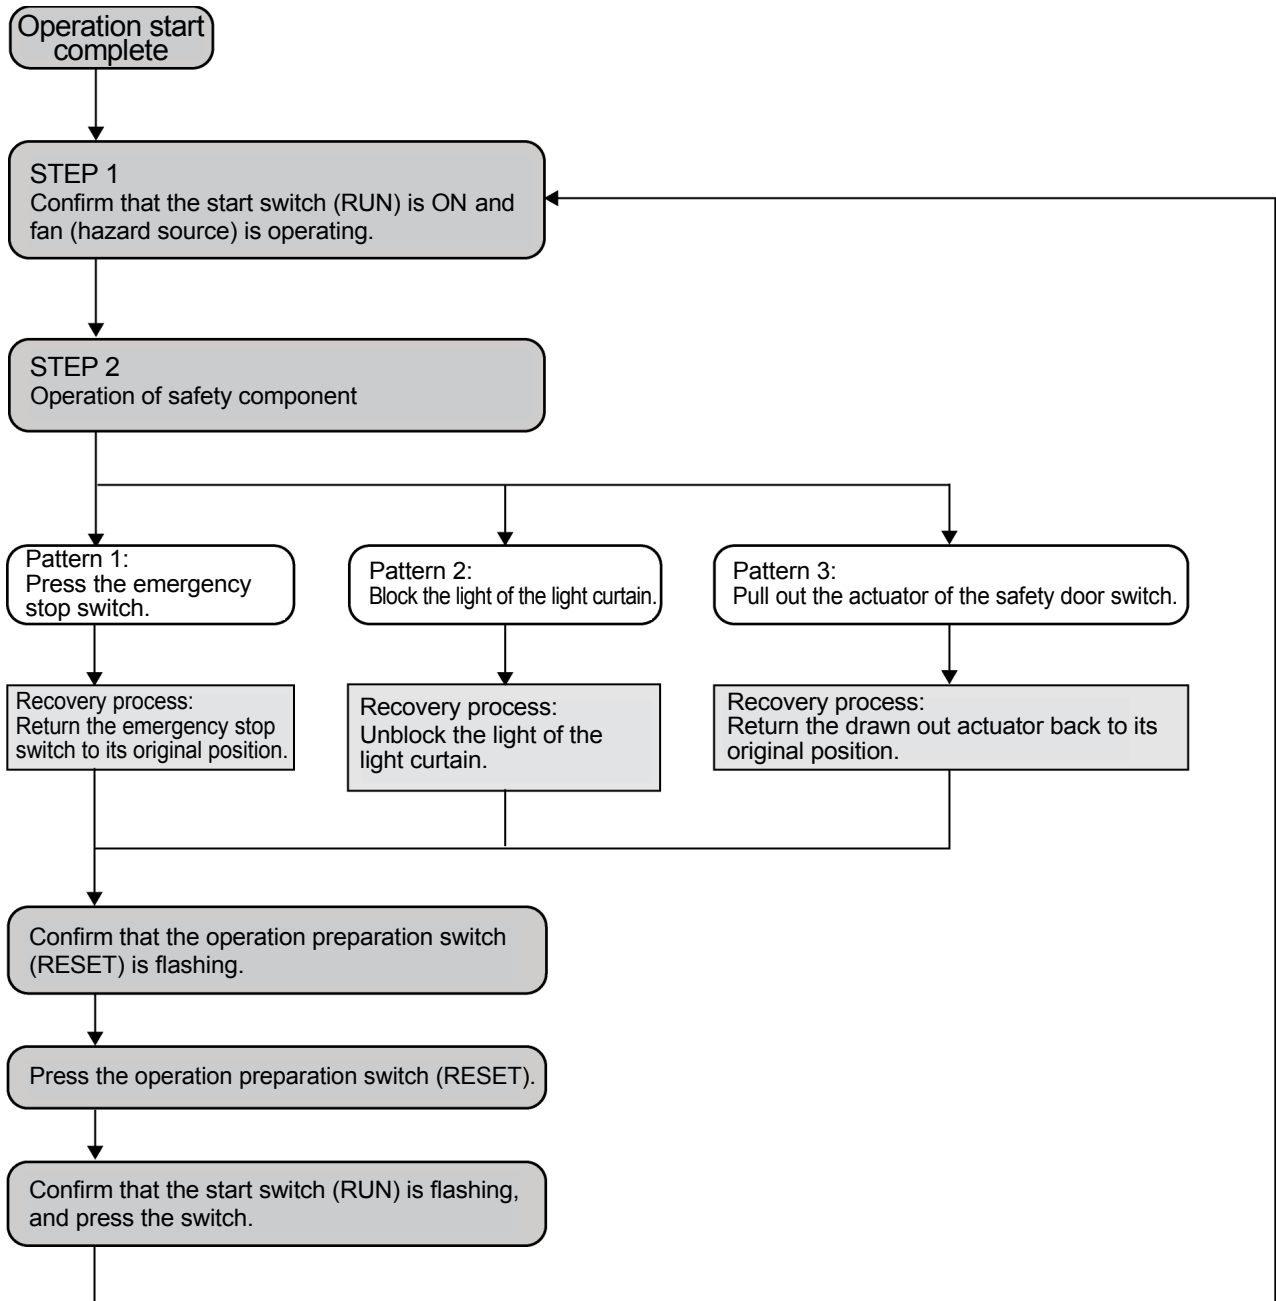 Operation start
complete
STEP 1
Confirm that the start switch (RUN) is ON and
fan (hazard source) is operating.
STEP 2
Operation of safety component
Pattern 1:
Press the emergency
stop switch.
Pattern 2:
Block the light of the light curtain.
Pattern 3:
Pull out the actuator of the safety door switch.
Recovery process:
Return the emergency stop
switch to its original position.
Recovery process:
Unblock the light of the
light curtain.
Recovery process:
Return the drawn out actuator back to its
original position.
Confirm that the operation preparation switch
(RESET) is flashing.
Press the operation preparation switch (RESET).
Confirm that the start switch (RUN) is flashing,
and press the switch.